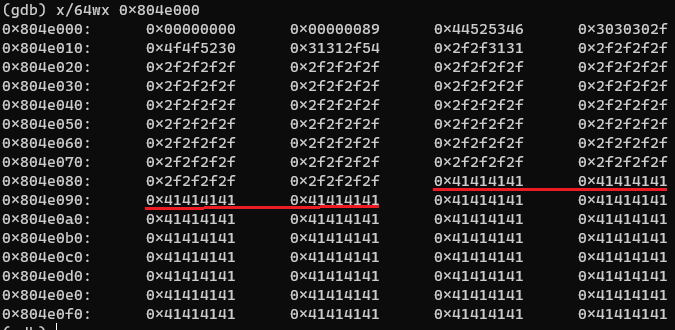 (gdb) x/64wx 0×804e000
0×804e000: 0×00000000 0×00000089 0×44525346 0×3030302f
0×804e010: 0×4f4f5230 0×31312f54 0×2f2f3131 0×2f2f2f2f
0×804e020: 0×2f2f2f2f 0×2f2f2f2f 0×2f2f2f2f 0×2f2f2f2f
0×804e030: 0×2f2f2f2f 0×2f2f2f2f 0×2f2f2f2f 0×2f2f2f2f
0×804e040: 0×2f2f2f2f 0×2f2f2f2f 0×2f2f2f2f 0×2f2f2f2f
0×804e050: 0×2f2f2f2f 0×2f2f2f2f 0×2f2f2f2f 0×2f2f2f2f
0×804e060: 0×2f2f2f2f 0×2f2f2f2f 0×2f2f2f2f 0×2f2f2f2f
0×804e070: 0×2f2f2f2f 0×2f2f2f2f 0×2f2f2f2f 0×2f2f2f2f
0×804e080: 0×2f2f2f2f 0×2f2f2f2f 0×41414141 0×41414141
0×804e090: 0×41414141 0×41414141 0×41414141 0×41414141
0×804e0a0: 0×41414141 0×41414141 0×41414141 0×41414141
0×804e0b0: 0×41414141 0×41414141 0×41414141 0×41414141
0×804e0c0: 0×41414141 0×41414141 0×41414141 0×41414141
0×804e0d0: 0×41414141 0×41414141 0×41414141 0×41414141
0×804e0e0: 0×41414141 0×41414141 0×41414141 0×41414141
0×804e0f0: 0×41414141 0×41414141 0×41414141 0×41414141